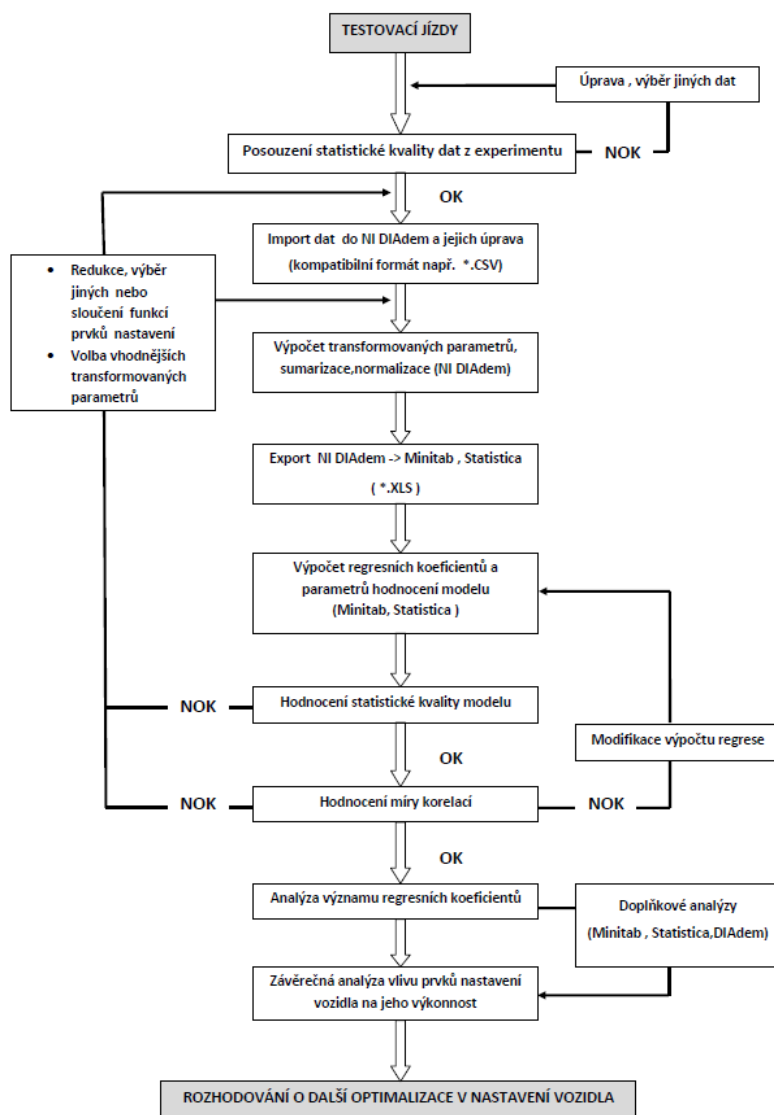 TESTOVACÍ JÍZDY
Úprava , výběr jiných dat
Posouzení statistické kvality dat z experimentu
NOK
OK
Import dat do NI DIAdem a jejich úprava
(kompatibilní formát např. *.CSV)
• Redukce, výběr
jiných nebo
sloučení funkcí
prvků nastavení
• Volba vhodnějších
transformovaných
parametrů
Výpočet transformovaných parametrů,
sumarizace,normalizace (NI DIAdem)
Export NI DIAdem -> Minitab , Statistica
( *.XLS )
Výpočet regresních koeficientů a
parametrů hodnocení modelu
(Minitab, Statistica )
NOK
Hodnocení statistické kvality modelu
Modifikace výpočtu regrese
OK
NOK
Hodnocení míry korelací
NOK
OK
Analýza významu regresních koeficientů
Doplňkové analýzy
(Minitab , Statistica,DIAdem)
Závěrečná analýza vlivu prvků nastavení
vozidla na jeho výkonnost
ROZHODOVÁNÍ O DALŠÍ OPTIMALIZACE V NASTAVENÍ VOZIDLA